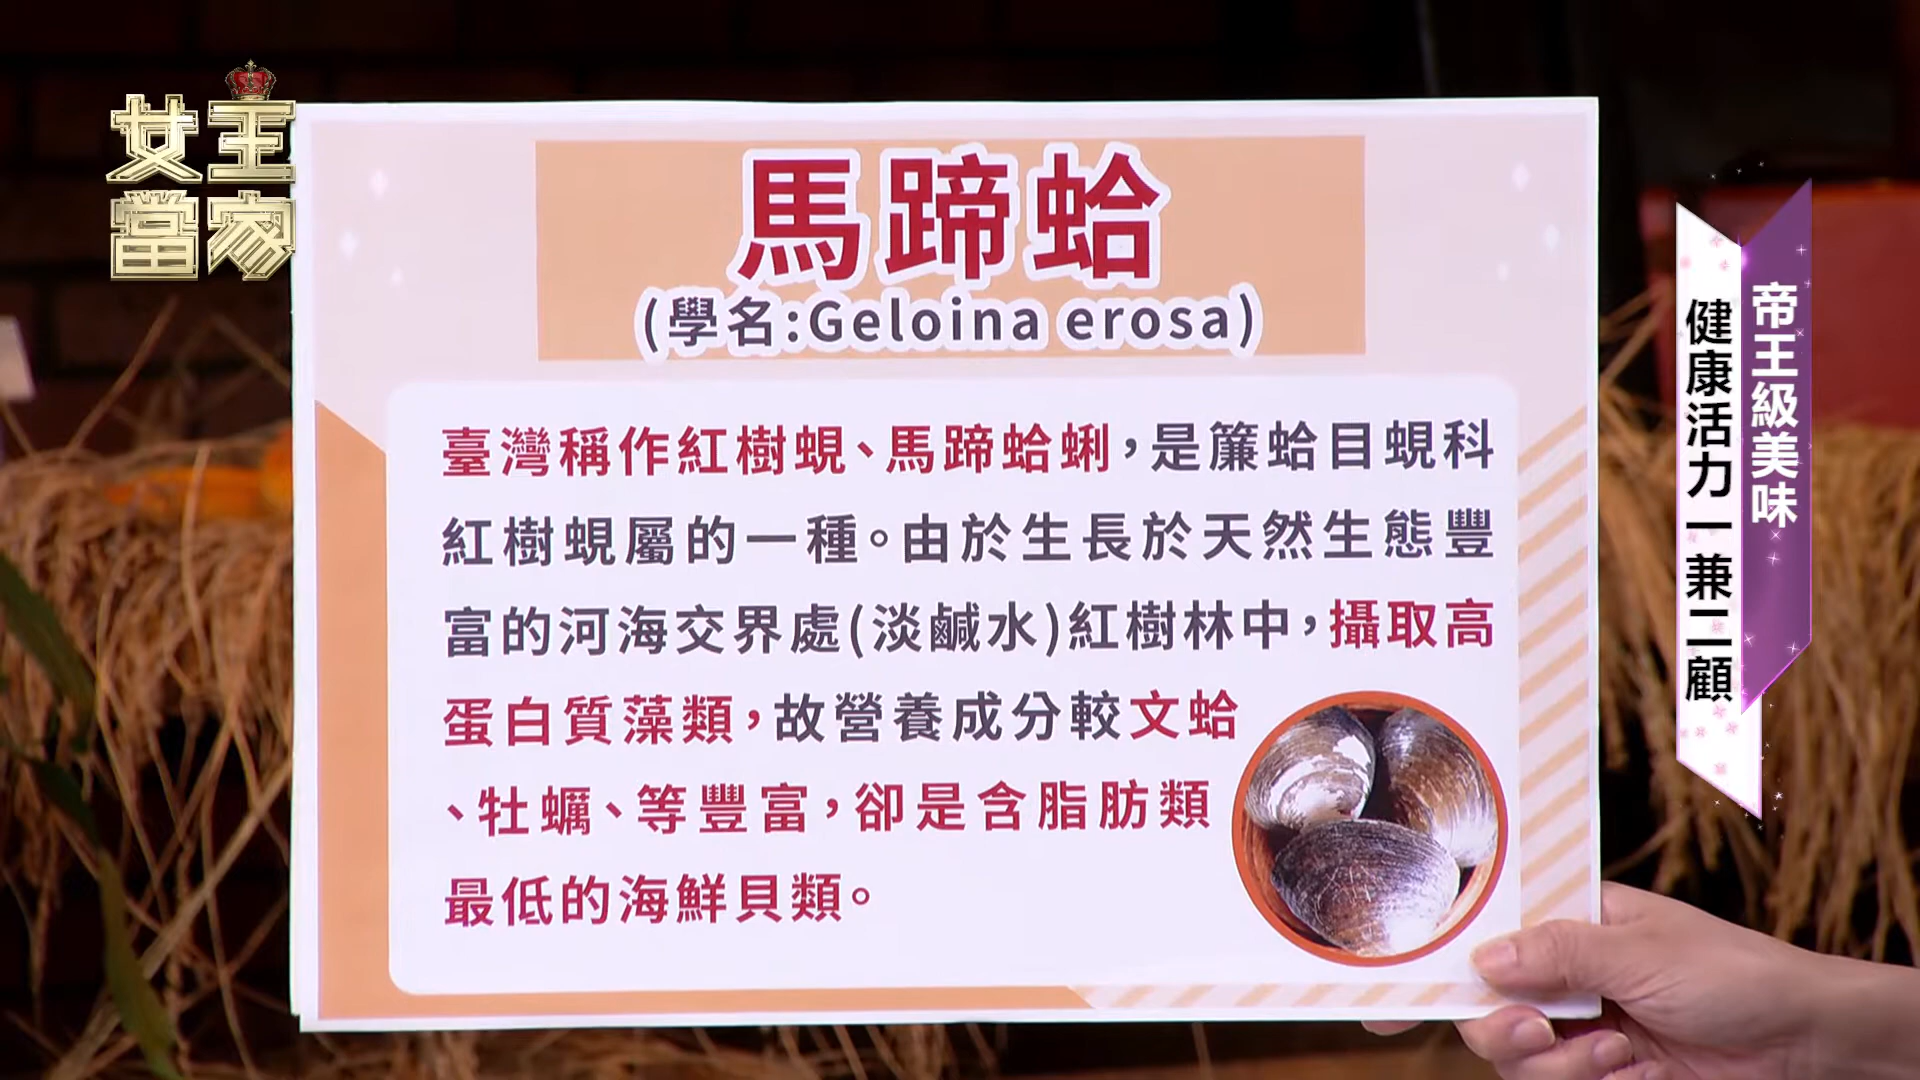 女王
當家
馬蹄蛤
(學名:Geloina erosa)
臺灣稱作紅樹蜆、馬蹄蛤蜊,是簾蛤目蜆科
紅樹蜆屬的一種。由於生長於天然生態豐
富的河海交界處(淡鹹水)紅樹林中,攝取高
蛋白質藻類,故營養成分較文蛤
、牡蠣、等豐富,卻是含脂肪類
最低的海鮮貝類。
帝王級美味
健康活力一兼二顧